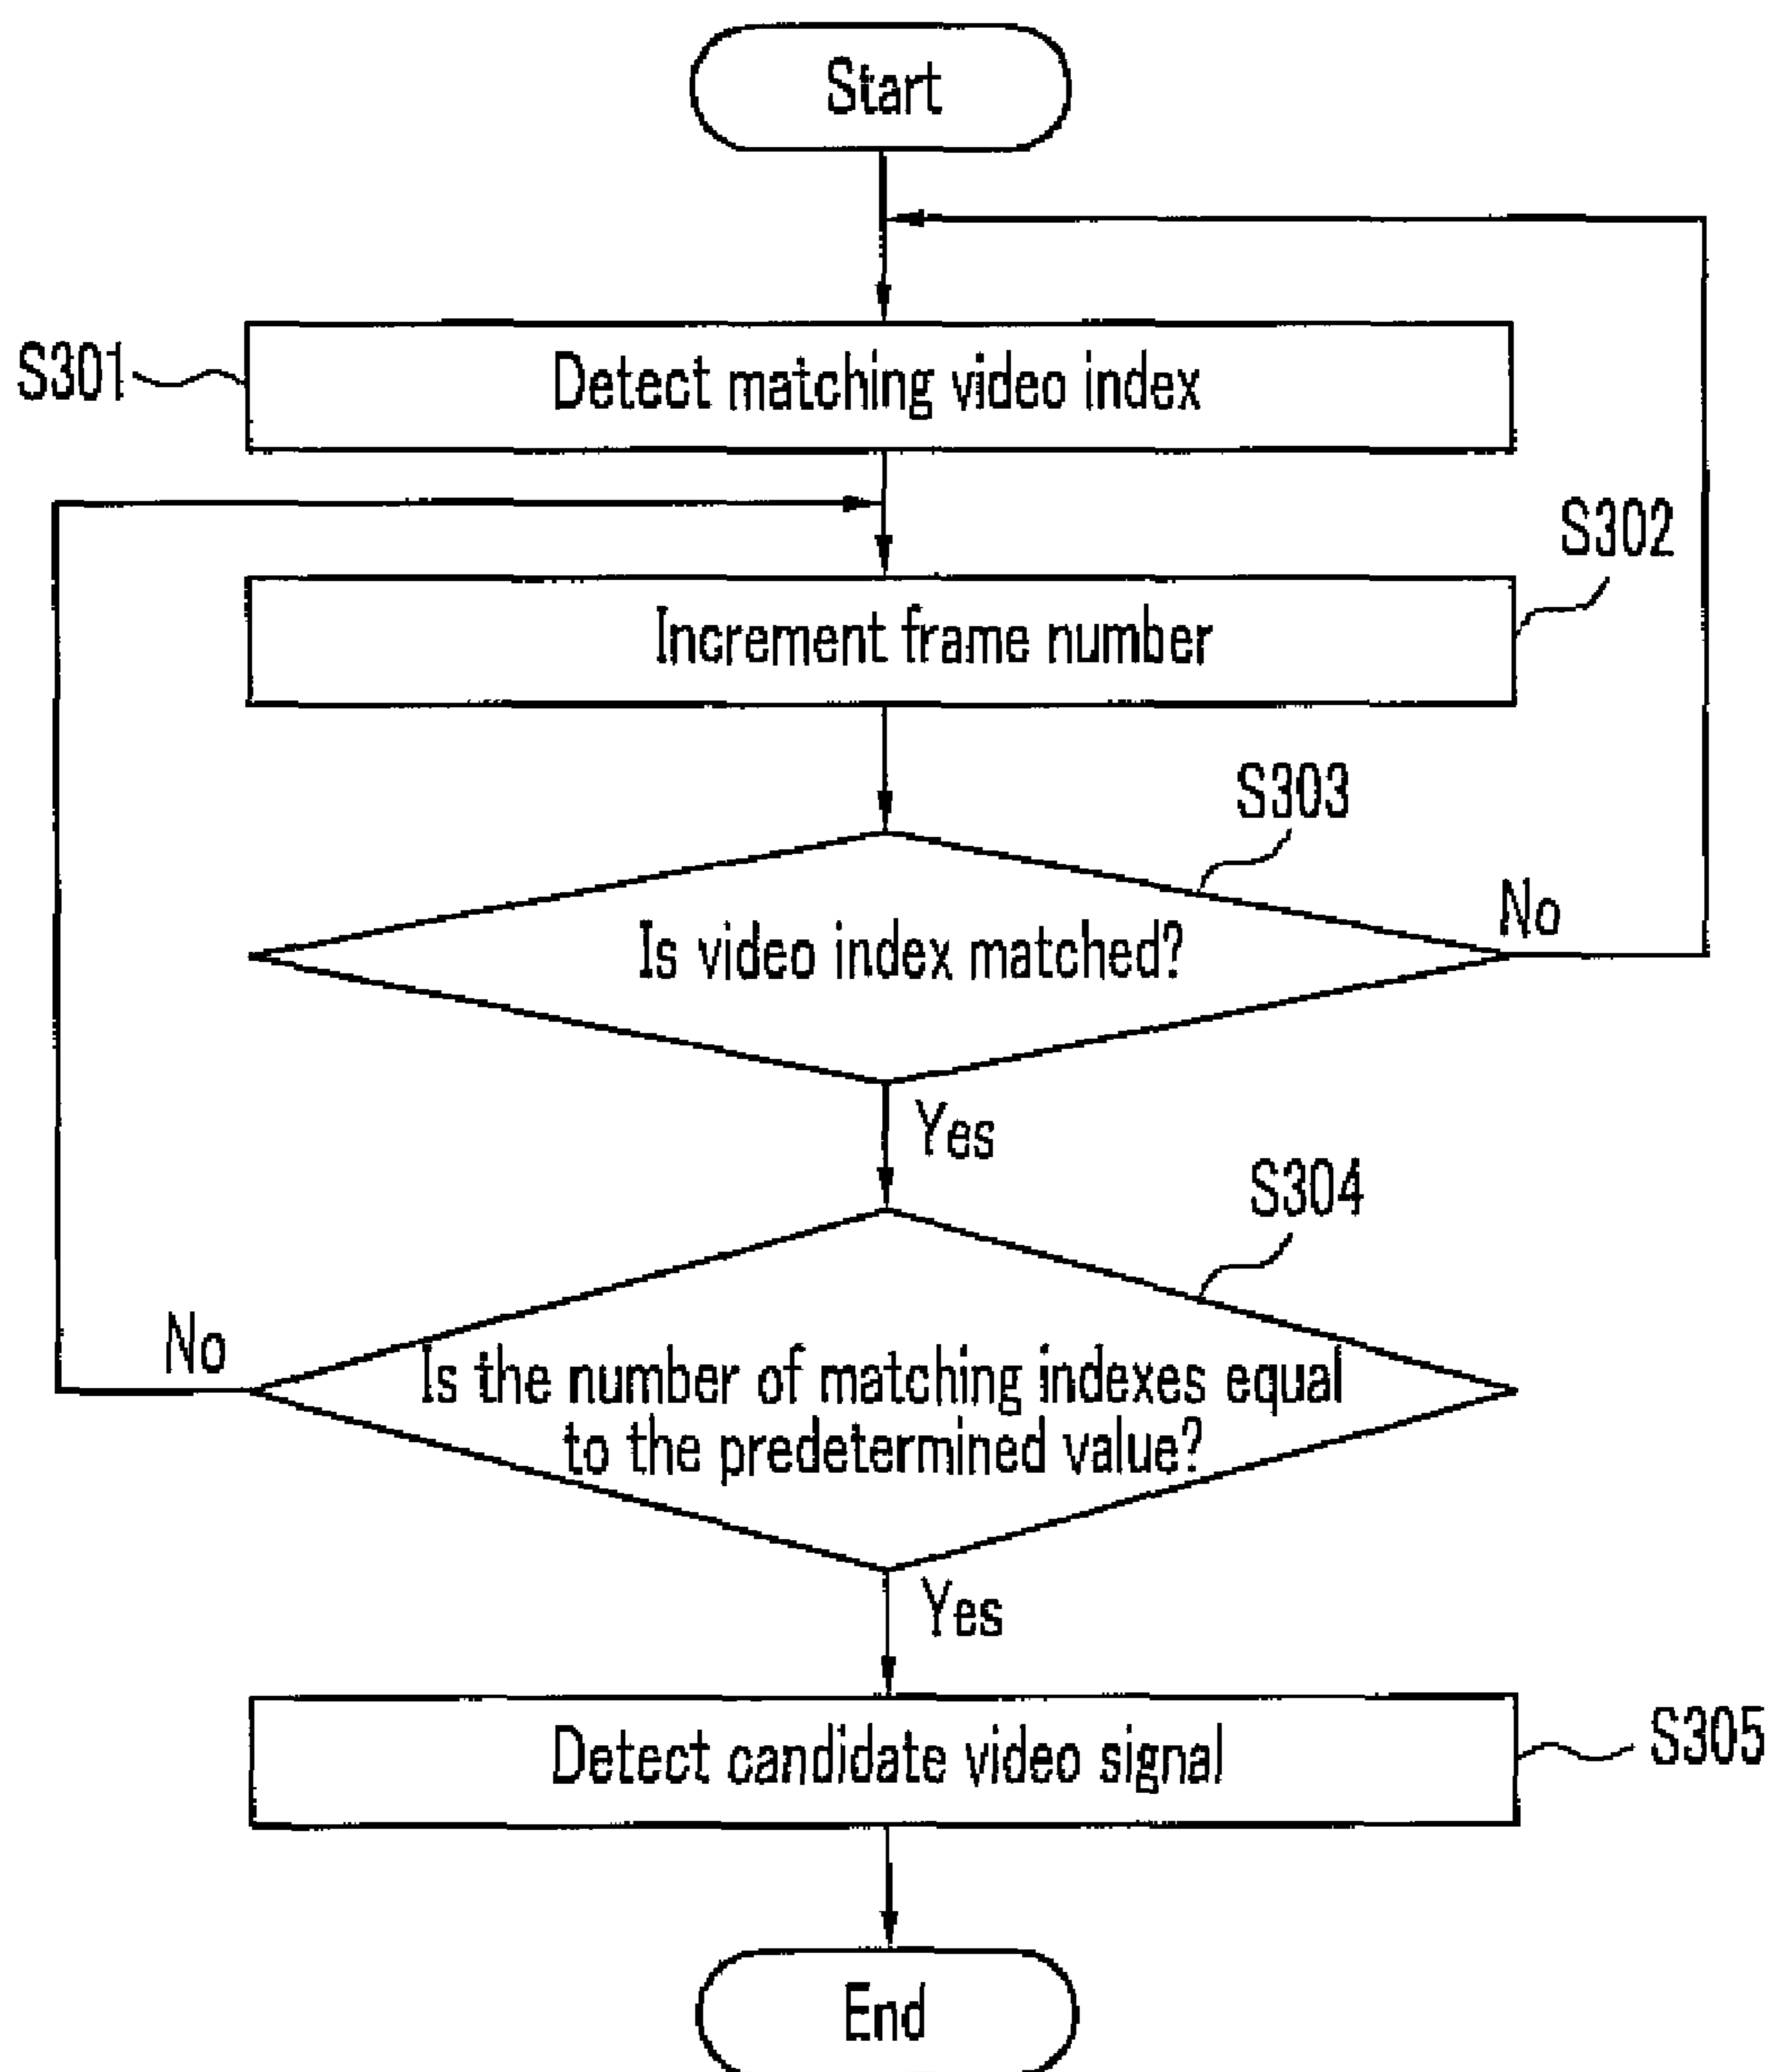 Start
S301
Detect matching video index
S302
Increment frame number
S303
Is video index matched?
No
Yes
S304
No
Is the number of matching indexes equal
to the predetermined value?
Yes
Detect candidate video signal
S305
End